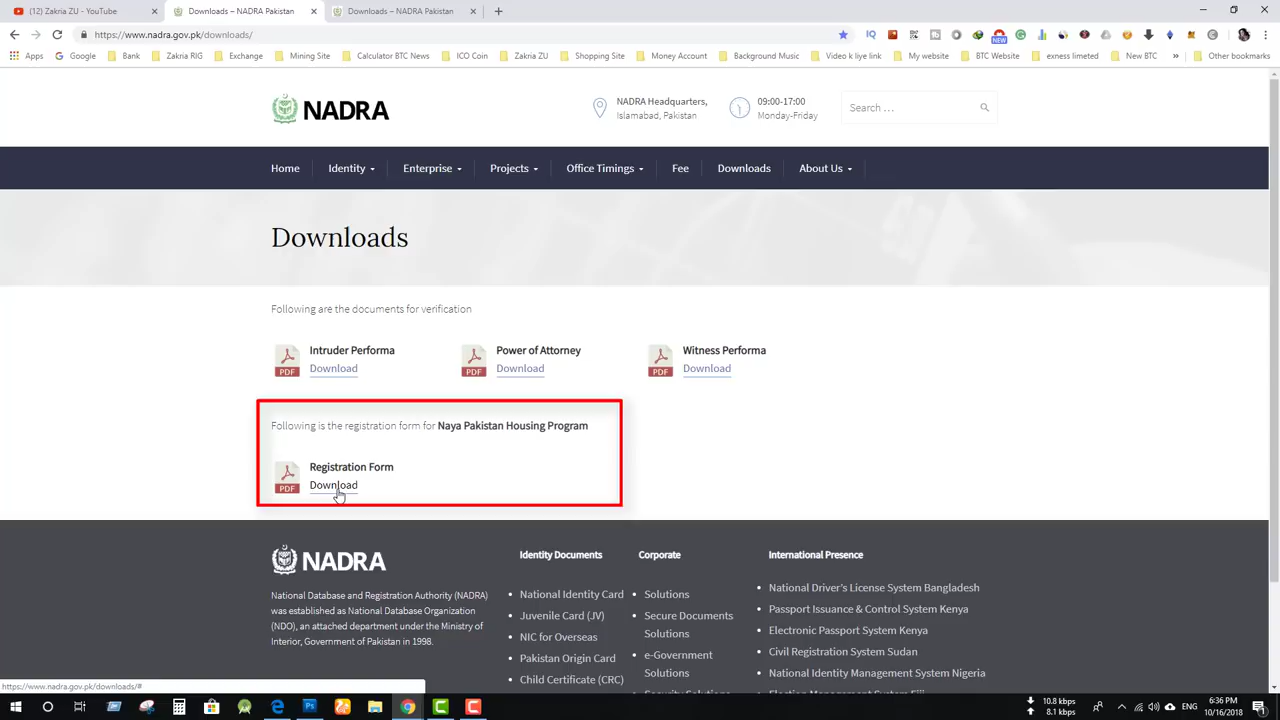 (12) Zakria ZU - YouTube
Downloads – NADRA Pakistan
Downloads – NADRA Pakistan
https://www.nadra.gov.pk/downloads/
Apps Google Bank Zakria RIG Exchange Mining Site Calculator BTC News ICO Coin Zakria ZU Shopping Site Money Account Background Music Video k liye link My website BTC Website exness limeted New BTC » Other bookmarks
NADRA
NADRA Headquarters,
Islamabad, Pakistan
09:00-17:00
Monday-Friday
Search …
Home Identity Enterprise Projects Office Timings Fee Downloads About Us
Downloads
Following are the documents for verification
PDF Intruder Performa
Download
PDF Power of Attorney
Download
PDF Witness Performa
Download
Following is the registration form for Naya Pakistan Housing Program
PDF Registration Form
Download
NADRA
National Database and Registration Authority (NADRA)
was established as National Database Organization
(NDO), an attached department under the Ministry of
Interior, Government of Pakistan in 1998.
Identity Documents
National Identity Card
Juvenile Card (JV)
NIC for Overseas
Pakistan Origin Card
Child Certificate (CRC)
Corporate
Solutions
Secure Documents
Solutions
e-Government
Solutions
Security Solutions
International Presence
National Driver's License System Bangladesh
Passport Issuance & Control System Kenya
Electronic Passport System Kenya
Civil Registration System Sudan
National Identity Management System Nigeria
Election Management System Fiji
https://www.nadra.gov.pk/downloads/#
10.8 kbps
8.1 kbps
ENG
6:36 PM
10/16/2018